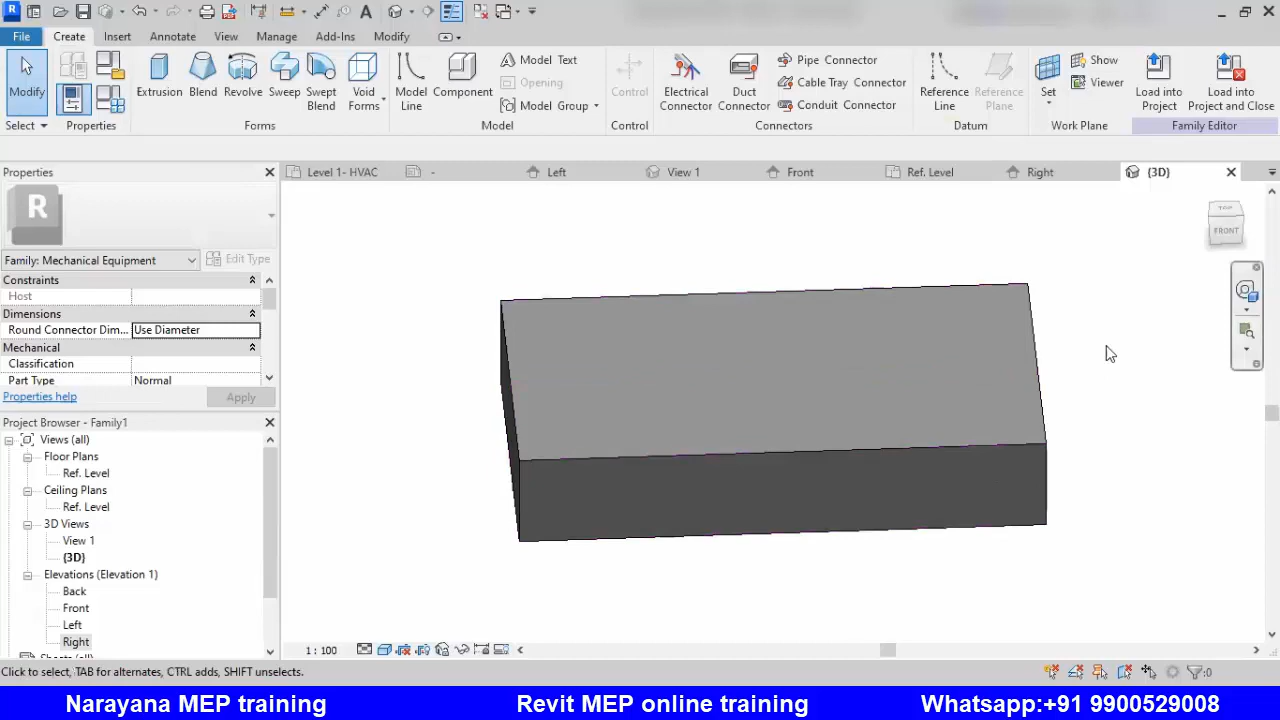 File Create Insert Annotate View Manage Add-Ins Modify
Modify
Extrusion Blend Revolve Sweep Swept Blend Void Forms
Model Line Component
Model Text
Opening
Model Group
Control
Electrical Connector Duct Connector
Pipe Connector
Cable Tray Connector
Conduit Connector
Reference Line Reference Plane
Set
Show
Viewer
Load into Project Load into Project and Close
Select Properties Forms Model Control Connectors Datum Work Plane Family Editor
Properties
Level 1- HVAC - Left View 1 Front Ref. Level Right {3D}
R
TOP
FRONT
Family: Mechanical Equipment Edit Type
Constraints
Host
Dimensions
Round Connector Dim... Use Diameter
Mechanical
Classification
Part Type Normal
Properties help Apply
Project Browser - Family1
Views (all)
Floor Plans
Ref. Level
Ceiling Plans
Ref. Level
3D Views
View 1
{3D}
Elevations (Elevation 1)
Back
Front
Left
Right
Sheets (all)
1 : 100
Click to select, TAB for alternates, CTRL adds, SHIFT unselects.
:0
Narayana MEP training Revit MEP online training Whatsapp:+91 9900529008